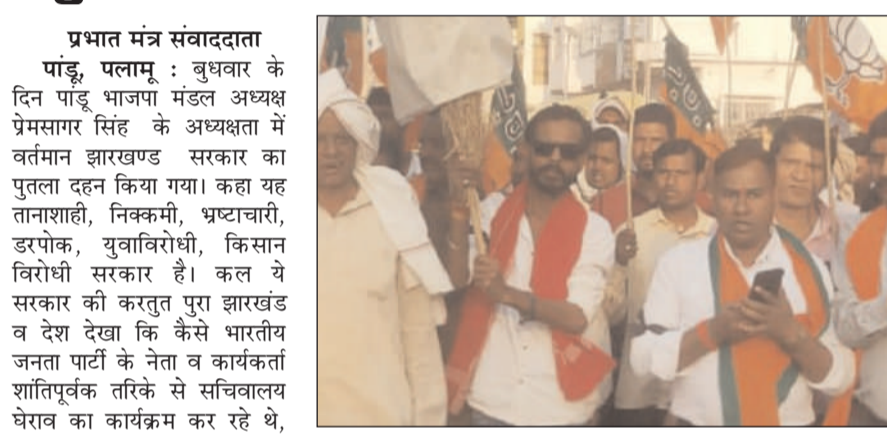 प्रभात मंत्र संवाददाता
पांडू, पलामू : बुधवार के
दिन पांडू भाजपा मंडल अध्यक्ष
प्रेमसागर सिंह के अध्यक्षता में
वर्तमान झारखण्ड सरकार का
पुतला दहन किया गया। कहा यह
तानाशाही, निक्कमी, भ्रष्टाचारी,
डरपोक, युवाविरोधी, किसान
विरोधी सरकार है। कल ये
सरकार की करतुत पुरा झारखंड
व देश देखा कि कैसे भारतीय
जनता पार्टी के नेता व कार्यकर्ता
शांतिपूर्वक तरिके से सचिवालय
घेराव का कार्यक्रम कर रहे थे,